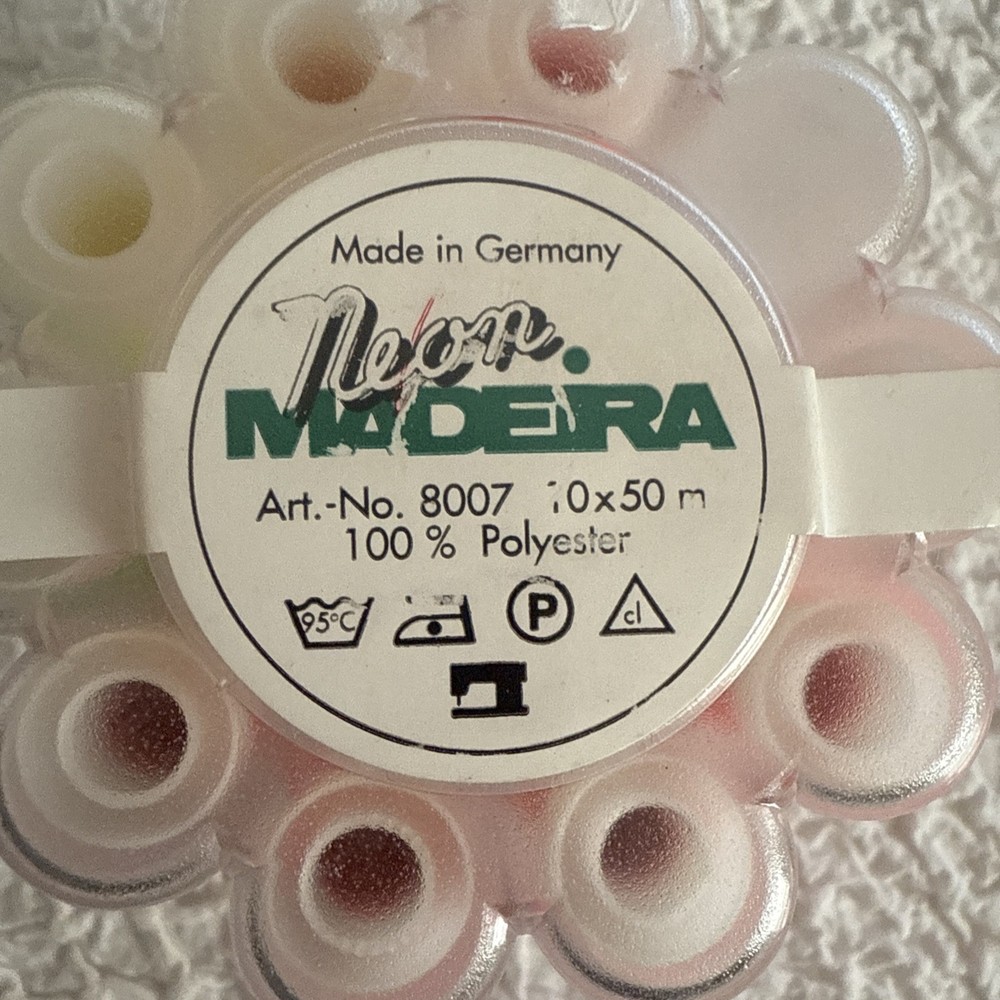 Made in Germany
Neon
MADEIRA
Art.-No. 8007 10x50 m
100 % Polyester
95°C P cl